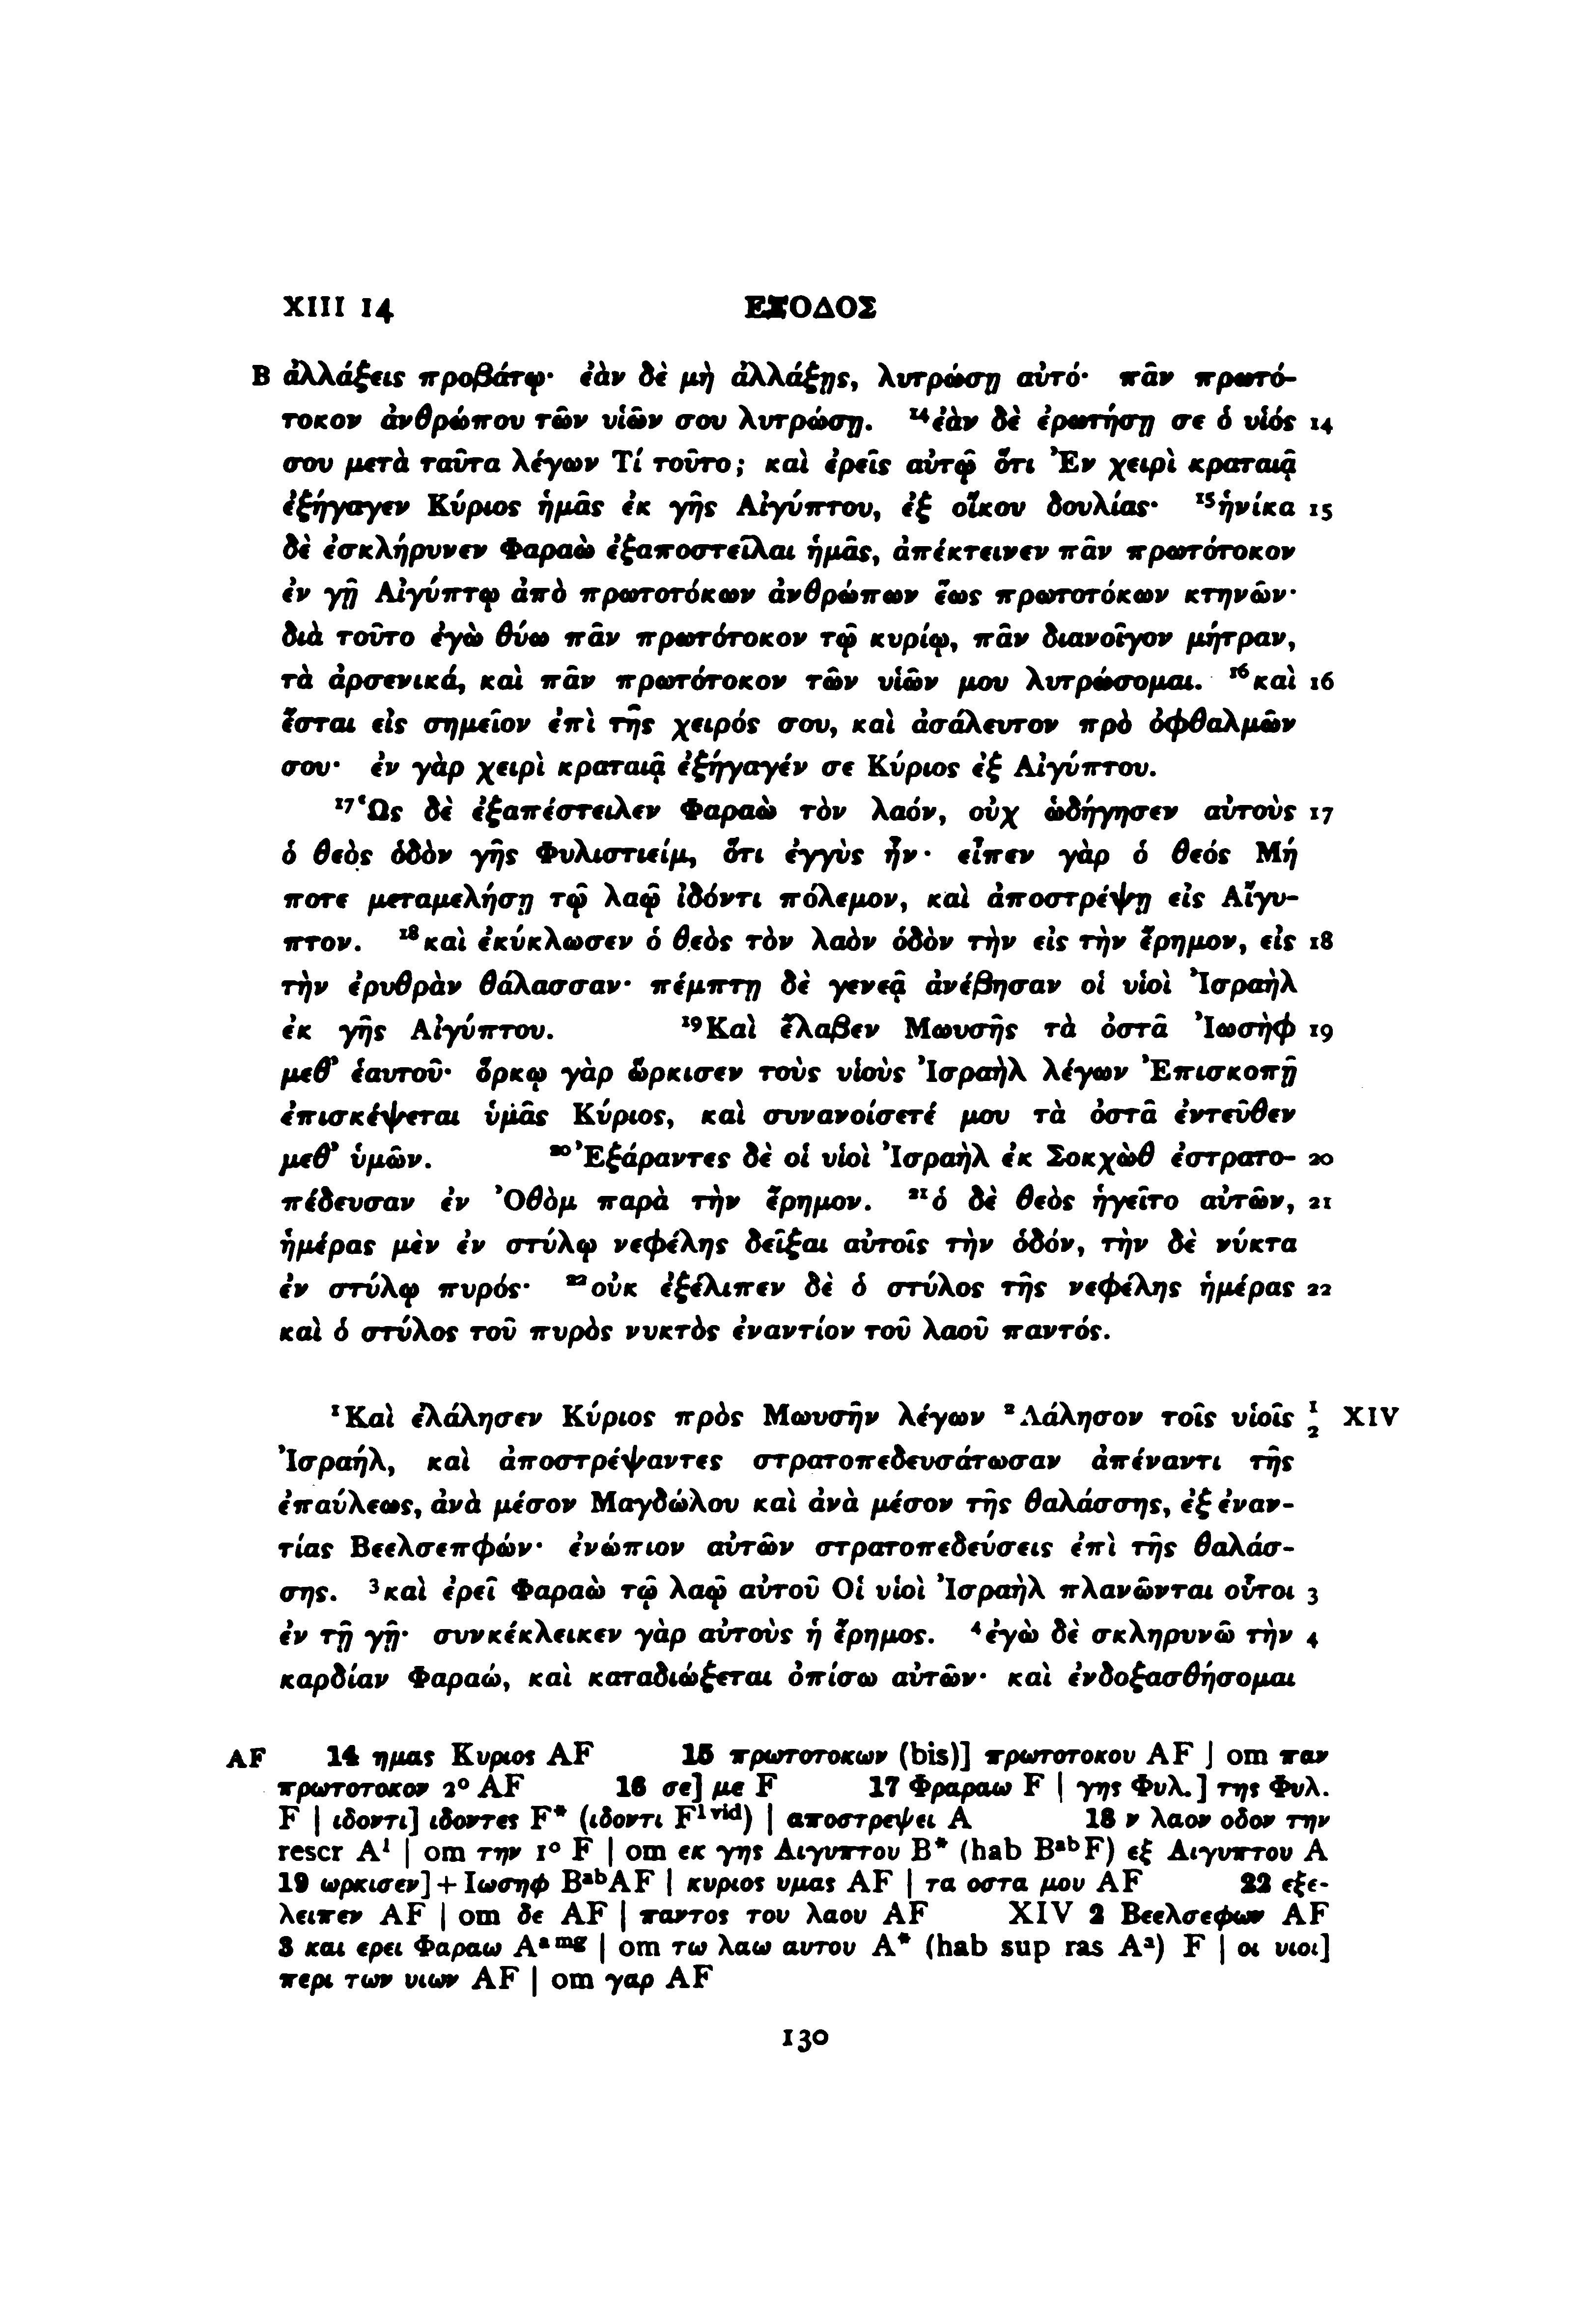 XIII 14 ΕΞΟΔΟΣ
B ἀλλάξεις προβάτῳ· ἐὰν δὲ μὴ ἀλλάξῃς, λυτρώσῃ αὐτό· πᾶν πρωτό-
τοκον ἀνθρώπου τῶν υἱῶν σου λυτρώσῃ. ¹⁴ἐὰν δὲ ἐρωτήσῃ σε ὁ υἱός 14
σου μετὰ ταῦτα λέγων Τί τοῦτο; καὶ ἐρεῖς αὐτῷ ὅτι Ἐν χειρὶ κραταιᾷ
ἐξήγαγεν Κύριος ἡμᾶς ἐκ γῆς Αἰγύπτου, ἐξ οἴκου δουλίας· ¹⁵ἡνίκα 15
δὲ ἐσκλήρυνεν Φαραὼ ἐξαποστεῖλαι ἡμᾶς, ἀπέκτεινεν πᾶν πρωτότοκον
ἐν γῇ Αἰγύπτῳ ἀπὸ πρωτοτόκων ἀνθρώπων ἕως πρωτοτόκων κτηνῶν·
διὰ τοῦτο ἐγὼ θύω πᾶν πρωτότοκον τῷ κυρίῳ, πᾶν διανοῖγον μήτραν,
τὰ ἀρσενικά, καὶ πᾶν πρωτότοκον τῶν υἱῶν μου λυτρώσομαι. ¹⁶καὶ 16
ἔσται εἰς σημεῖον ἐπὶ τῆς χειρός σου, καὶ ἀσάλευτον πρὸ ὀφθαλμῶν
σου· ἐν γὰρ χειρὶ κραταιᾷ ἐξήγαγέν σε Κύριος ἐξ Αἰγύπτου.
¹⁷Ὡς δὲ ἐξαπέστειλεν Φαραὼ τὸν λαόν, οὐχ ὡδήγησεν αὐτοὺς 17
ὁ θεὸς ὁδὸν γῆς Φυλιστιείμ, ὅτι ἐγγὺς ἦν· εἶπεν γὰρ ὁ θεός Μή
ποτε μεταμελήσῃ τῷ λαῷ ἰδόντι πόλεμον, καὶ ἀποστρέψῃ εἰς Αἴγυ-
πτον. ¹⁸καὶ ἐκύκλωσεν ὁ θεὸς τὸν λαὸν ὁδὸν τὴν εἰς τὴν ἔρημον, εἰς 18
τὴν ἐρυθρὰν θάλασσαν· πέμπτῃ δὲ γενεᾷ ἀνέβησαν οἱ υἱοὶ Ἰσραὴλ
ἐκ γῆς Αἰγύπτου. ¹⁹Καὶ ἔλαβεν Μωυσῆς τὰ ὀστᾶ Ἰωσὴφ 19
μεθ’ ἑαυτοῦ· ὅρκῳ γὰρ ὥρκισεν τοὺς υἱοὺς Ἰσραὴλ λέγων Ἐπισκοπῇ
ἐπισκέψεται ὑμᾶς Κύριος, καὶ συνανοίσετέ μου τὰ ὀστᾶ ἐντεῦθεν
μεθ’ ὑμῶν. ²⁰Ἐξάραντες δὲ οἱ υἱοὶ Ἰσραὴλ ἐκ Σοκχὼθ ἐστρατο- 20
πέδευσαν ἐν Ὀθὸμ παρὰ τὴν ἔρημον. ²¹ὁ δὲ θεὸς ἡγεῖτο αὐτῶν, 21
ἡμέρας μὲν ἐν στύλῳ νεφέλης δεῖξαι αὐτοῖς τὴν ὁδόν, τὴν δὲ νύκτα
ἐν στύλῳ πυρός· ²²οὐκ ἐξέλιπεν δὲ ὁ στύλος τῆς νεφέλης ἡμέρας 22
καὶ ὁ στύλος τοῦ πυρὸς νυκτὸς ἐναντίον τοῦ λαοῦ παντός.
¹Καὶ ἐλάλησεν Κύριος πρὸς Μωυσῆν λέγων ²Λάλησον τοῖς υἱοῖς 1 2 XIV
Ἰσραήλ, καὶ ἀποστρέψαντες στρατοπεδευσάτωσαν ἀπέναντι τῆς
ἐπαύλεως, ἀνὰ μέσον Μαγδώλου καὶ ἀνὰ μέσον τῆς θαλάσσης, ἐξ ἐναν-
τίας Βεελσεπφών· ἐνώπιον αὐτῶν στρατοπεδεύσεις ἐπὶ τῆς θαλάσ-
σης. ³καὶ ἐρεῖ Φαραὼ τῷ λαῷ αὐτοῦ Οἱ υἱοὶ Ἰσραὴλ πλανῶνται οὗτοι 3
ἐν τῇ γῇ· συνκέκλεικεν γὰρ αὐτοὺς ἡ ἔρημος. ⁴ἐγὼ δὲ σκληρυνῶ τὴν 4
καρδίαν Φαραώ, καὶ καταδιώξεται ὀπίσω αὐτῶν· καὶ ἐνδοξασθήσομαι
AF 14 ημας Κυριος AF 15 πρωτοτοκων (bis)] πρωτοτοκου AF | om παν
πρωτοτοκον 2° AF 16 σε] με F 17 Φραραω F | γης Φυλ.] της Φυλ.
F | ιδοντι] ιδοντες F* (ιδοντι F¹ᵛⁱᵈ) | αποστρεψει A 18 ν λαον οδον την
rescr A¹ | om την 1° F | om εκ γης Αιγυπτου B* (hab BᵃᵇF) εξ Αιγυπτου A
19 ωρκισεν] + Ιωσηφ BᵃᵇAF | κυριος υμας AF | τα οστα μου AF 22 εξε-
λειπεν AF | om δε AF | παντος του λαου AF XIV 2 Βεελσεφων AF
3 και ερει Φαραω Aᵃᵐᵍ | om τω λαω αυτου A* (hab sup ras Aᵃ) F | οι υιοι]
περι των υιων AF | om γαρ AF
130